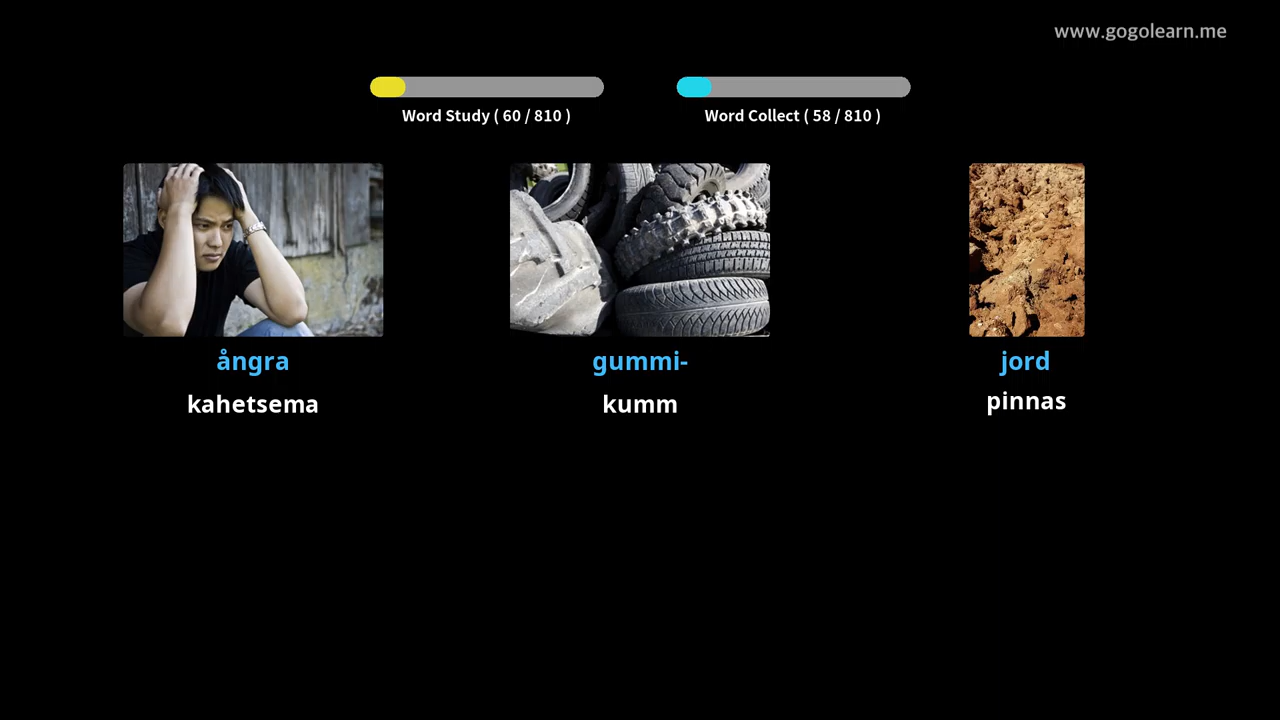 www.gogolearn.me
Word Study ( 60 / 810 )
Word Collect ( 58 / 810 )
ångra
gummi-
jord
kahetsema
kumm
pinnas